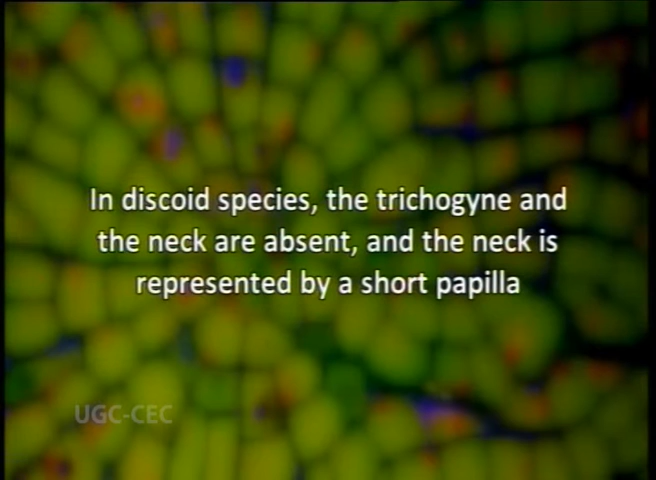 In discoid species, the trichogyne and
the neck are absent, and the neck is
represented by a short papilla
UGC-CEC